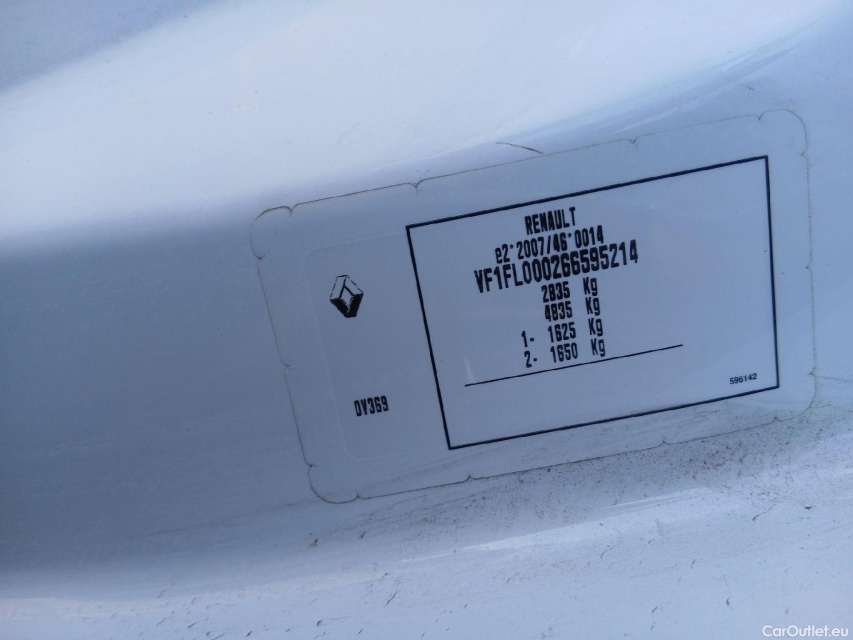 RENAULT
e2*2007/46*0014
VF1FL000266595214
2835 Kg
4835 Kg
1- 1625 Kg
2- 1650 Kg
596142
OV369
CarOutlet.eu